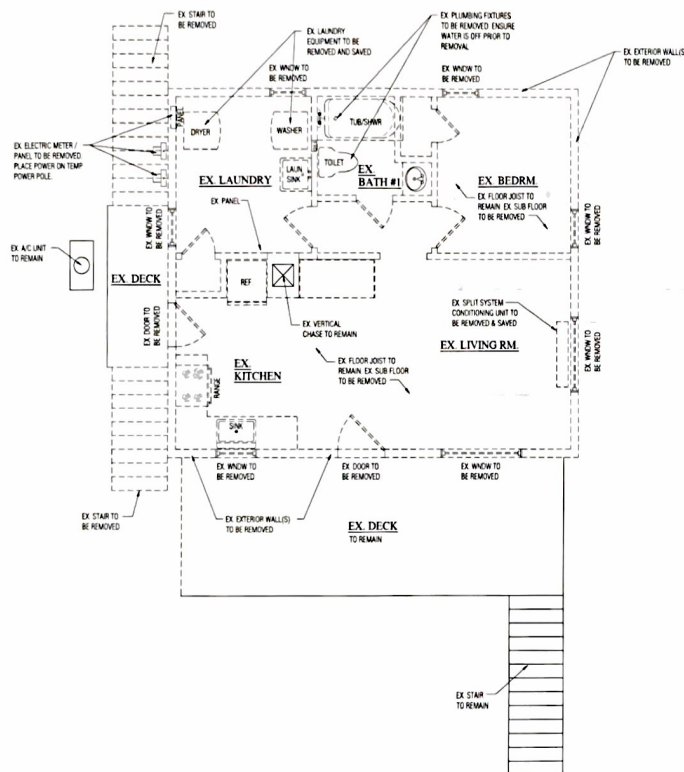 EX. STAIR TO
BE REMOVED
EX. LAUNDRY
EQUIPMENT TO BE
REMOVED AND SAVED
EX. PLUMBING FIXTURES
TO BE REMOVED. ENSURE
WATER IS OFF PRIOR TO
REMOVAL
EX. WNDW TO
BE REMOVED
EX. WNDW TO
BE REMOVED
EX. EXTERIOR WALL(S)
TO BE REMOVED
PANEL
DRYER
WASHER
TUB/SHWR
EX. ELECTRIC METER /
PANEL TO BE REMOVED.
PLACE POWER ON TEMP
POWER POLE.
TOILET
LAUN
SINK
EX. LAUNDRY
EX.
BATH #1
EX. BEDRM.
EX. FLOOR JOIST TO
REMAIN. EX. SUB FLOOR
TO BE REMOVED
EX. PANEL
EX. WNDW TO
BE REMOVED
EX. WNDW TO
BE REMOVED
EX. A/C UNIT
TO REMAIN
EX. DECK
REF
EX. DOOR TO
BE REMOVED
EX. VERTICAL
CHASE TO REMAIN
EX. SPLIT SYSTEM
CONDITIONING UNIT TO
BE REMOVED & SAVED
EX. LIVING RM.
EX. WNDW TO
BE REMOVED
EX.
KITCHEN
EX. FLOOR JOIST TO
REMAIN. EX. SUB FLOOR
TO BE REMOVED
RANGE
SINK
EX. WNDW TO
BE REMOVED
EX. DOOR TO
BE REMOVED
EX. WNDW TO
BE REMOVED
EX. STAIR TO
BE REMOVED
EX. EXTERIOR WALL(S)
TO BE REMOVED
EX. DECK
TO REMAIN
EX. STAIR
TO REMAIN